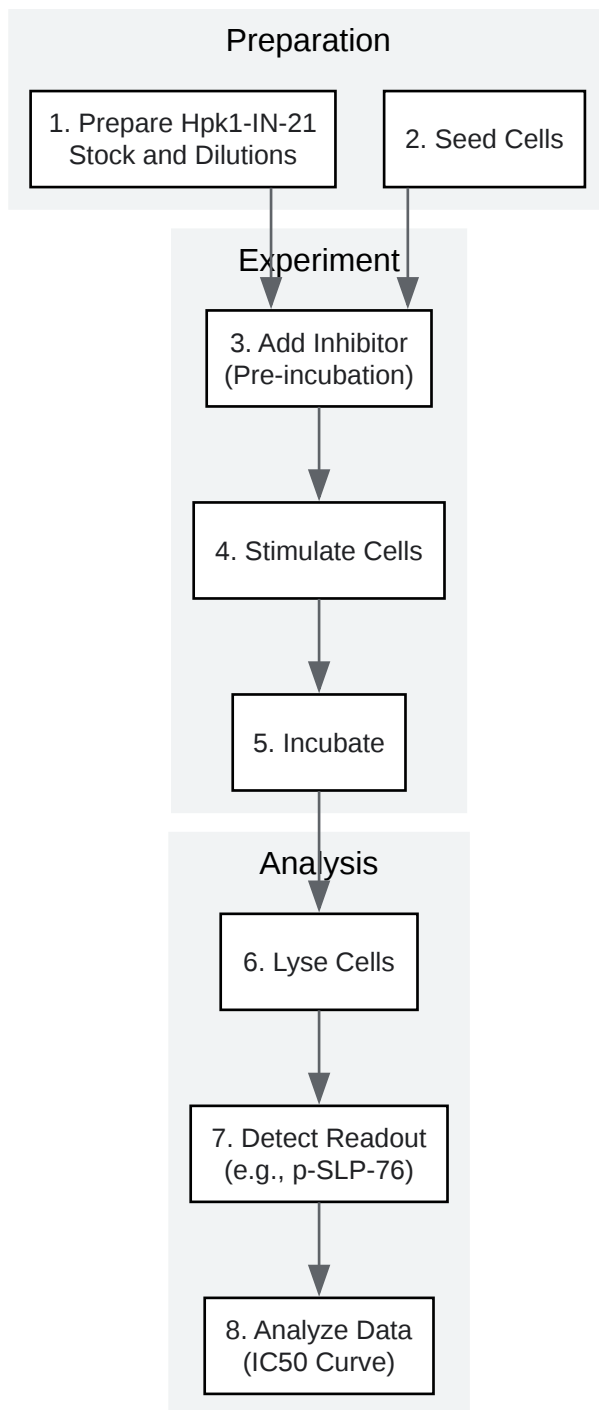 Preparation
1. Prepare Hpk1-IN-21
Stock and Dilutions
2. Seed Cells
Experiment
3. Add Inhibitor
(Pre-incubation)
4. Stimulate Cells
5. Incubate
Analysis
6. Lyse Cells
7. Detect Readout
(e.g., p-SLP-76)
8. Analyze Data
(IC50 Curve)